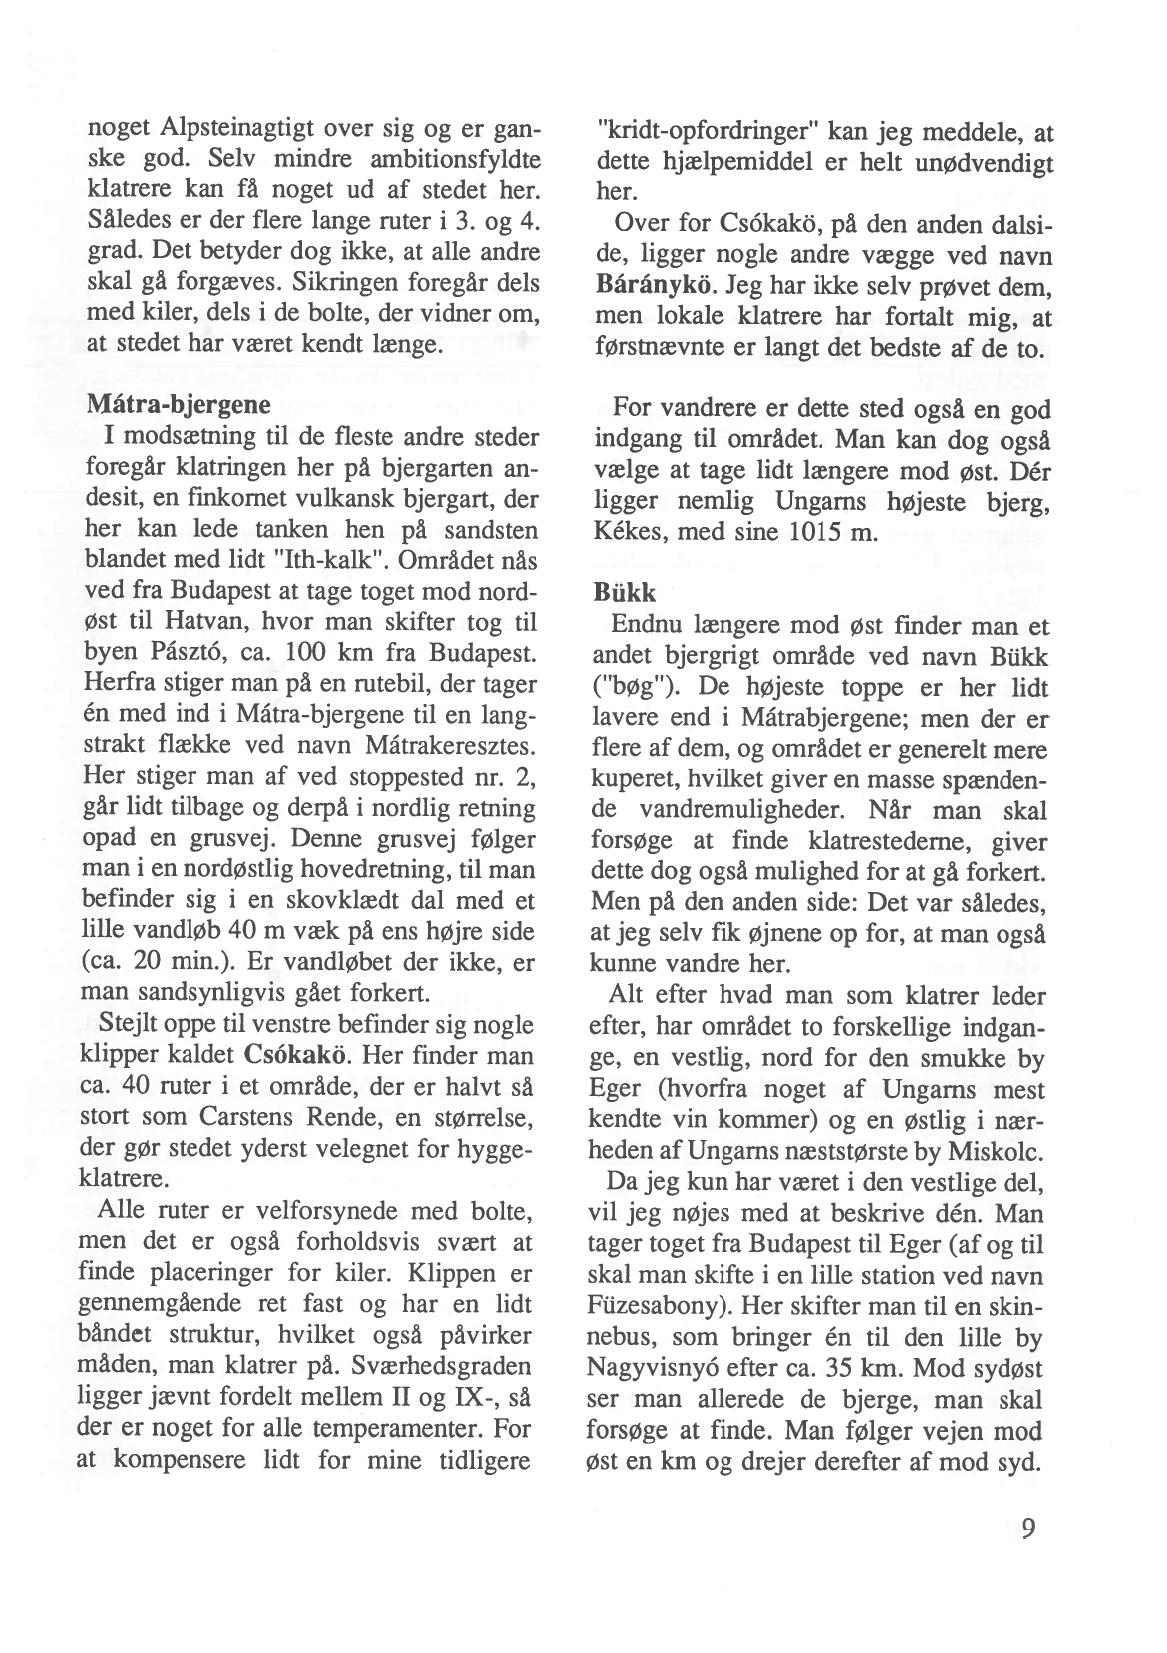 noget Alpsteinagtigt over sig og er gan-
ske god. Selv mindre ambitionsfyldte
klatrere kan få noget ud af stedet her.
Således er der flere lange ruter i 3. og 4.
grad. Det betyder dog ikke, at alle andre
skal gå forgæves. Sikringen foregår dels
med kiler, dels i de bolte, der vidner om,
at stedet har været kendt længe.
Mátra-bjergene
I modsætning til de fleste andre steder
foregår klatringen her på bjergarten an-
desit, en finkornet vulkansk bjergart, der
her kan lede tanken hen på sandsten
blandet med lidt "Ith-kalk". Området nås
ved fra Budapest at tage toget mod nord-
øst til Hatvan, hvor man skifter tog til
byen Pásztó, ca. 100 km fra Budapest.
Herfra stiger man på en rutebil, der tager
én med ind i Mátra-bjergene til en lang-
strakt flække ved navn Mátrakeresztes.
Her stiger man af ved stoppested nr. 2,
går lidt tilbage og derpå i nordlig retning
opad en grusvej. Denne grusvej følger
man i en nordøstlig hovedretning, til man
befinder sig i en skovklædt dal med et
lille vandløb 40 m væk på ens højre side
(ca. 20 min.). Er vandløbet der ikke, er
man sandsynligvis gået forkert.
Stejlt oppe til venstre befinder sig nogle
klipper kaldet Csókakö. Her finder man
ca. 40 ruter i et område, der er halvt så
stort som Carstens Rende, en størrelse,
der gør stedet yderst velegnet for hygge-
klatrere.
Alle ruter er velforsynede med bolte,
men det er også forholdsvis svært at
finde placeringer for kiler. Klippen er
gennemgående ret fast og har en lidt
båndet struktur, hvilket også påvirker
måden, man klatrer på. Sværhedsgraden
ligger jævnt fordelt mellem II og IX-, så
der er noget for alle temperamenter. For
at kompensere lidt for mine tidligere
"kridt-opfordringer" kan jeg meddele, at
dette hjælpemiddel er helt unødvendigt
her.
Over for Csókakö, på den anden dalsi-
de, ligger nogle andre vægge ved navn
Báránykö. Jeg har ikke selv prøvet dem,
men lokale klatrere har fortalt mig, at
førstnævnte er langt det bedste af de to.
For vandrere er dette sted også en god
indgang til området. Man kan dog også
vælge at tage lidt længere mod øst. Dér
ligger nemlig Ungarns højeste bjerg,
Kékes, med sine 1015 m.
Bükk
Endnu længere mod øst finder man et
andet bjergrigt område ved navn Bükk
("bøg"). De højeste toppe er her lidt
lavere end i Mátrabjergene; men der er
flere af dem, og området er generelt mere
kuperet, hvilket giver en masse spænden-
de vandremuligheder. Når man skal
forsøge at finde klatrestederne, giver
dette dog også mulighed for at gå forkert.
Men på den anden side: Det var således,
at jeg selv fik øjnene op for, at man også
kunne vandre her.
Alt efter hvad man som klatrer leder
efter, har området to forskellige indgan-
ge, en vestlig, nord for den smukke by
Eger (hvorfra noget af Ungarns mest
kendte vin kommer) og en østlig i nær-
heden af Ungarns næststørste by Miskolc.
Da jeg kun har været i den vestlige del,
vil jeg nøjes med at beskrive dén. Man
tager toget fra Budapest til Eger (af og til
skal man skifte i en lille station ved navn
Füzesabony). Her skifter man til en skin-
nebus, som bringer én til den lille by
Nagyvisnyó efter ca. 35 km. Mod sydøst
ser man allerede de bjerge, man skal
forsøge at finde. Man følger vejen mod
øst en km og drejer derefter af mod syd.
9